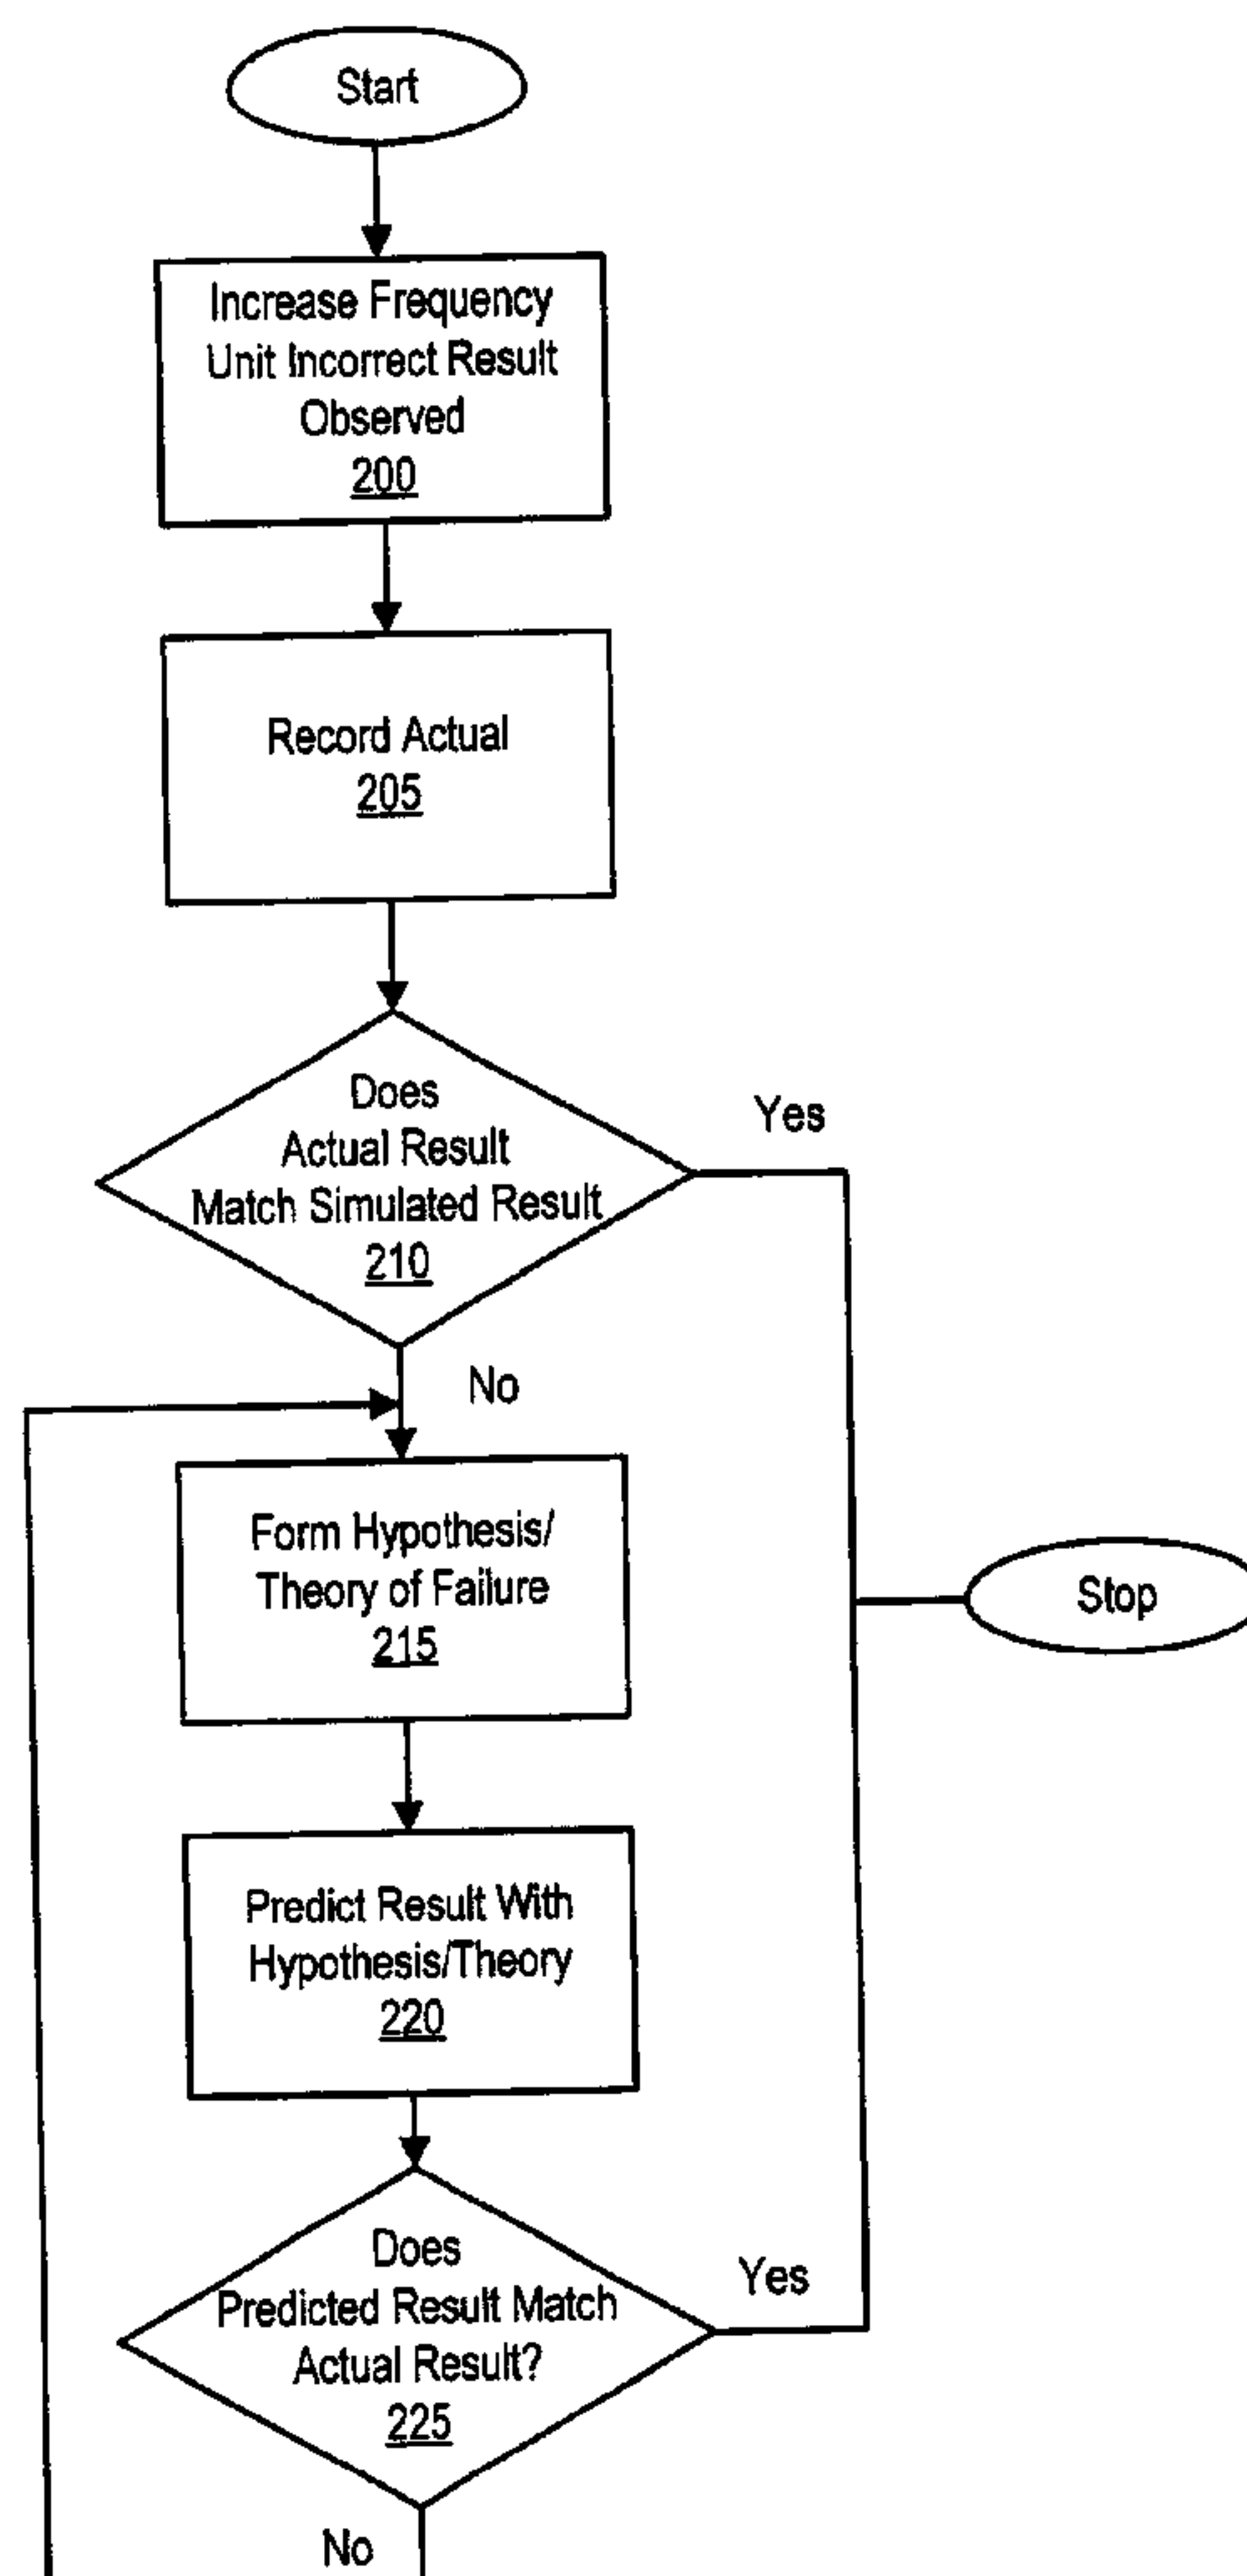 Start
Increase Frequency
Unit Incorrect Result
Observed
200
Record Actual
205
Does
Actual Result
Match Simulated Result
210
Yes
No
Form Hypothesis/
Theory of Failure
215
Stop
Predict Result With
Hypothesis/Theory
220
Does
Predicted Result Match
Actual Result?
225
Yes
No